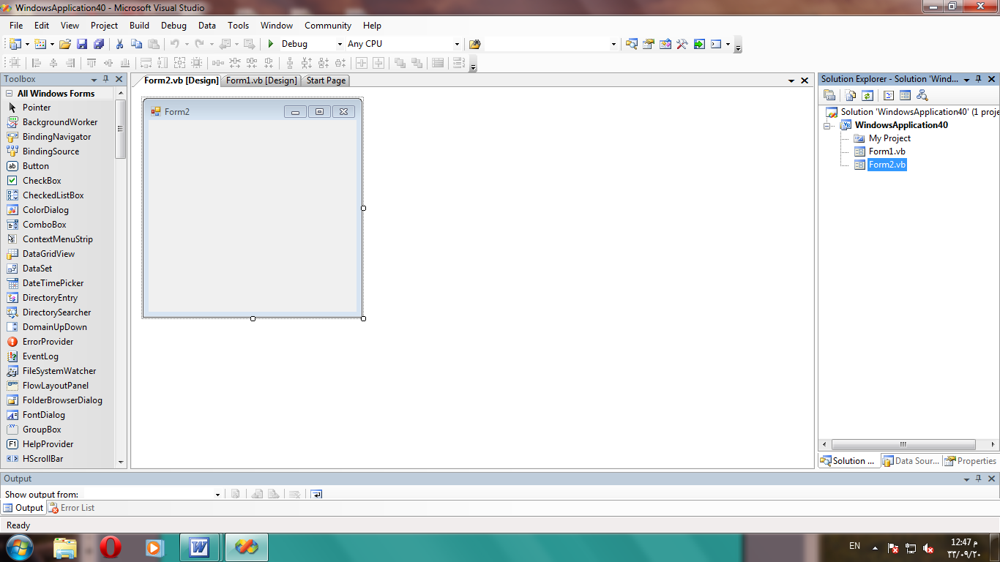 WindowsApplication40 - Microsoft Visual Studio
File Edit View Project Build Debug Data Tools Window Community Help
Debug Any CPU
Toolbox
All Windows Forms
Pointer
BackgroundWorker
BindingNavigator
BindingSource
Button
CheckBox
CheckedListBox
ColorDialog
ComboBox
ContextMenuStrip
DataGridView
DataSet
DateTimePicker
DirectoryEntry
DirectorySearcher
DomainUpDown
ErrorProvider
EventLog
FileSystemWatcher
FlowLayoutPanel
FolderBrowserDialog
FontDialog
GroupBox
HelpProvider
HScrollBar
Form2.vb [Design] Form1.vb [Design] Start Page
Form2
Solution Explorer - Solution 'Wind...
Solution 'WindowsApplication40' (1 proje
WindowsApplication40
My Project
Form1.vb
Form2.vb
Solution ... Data Sour... Properties
Output
Show output from:
Output Error List
Ready
EN
12:47 م
٣٣/٠٩/٢٠